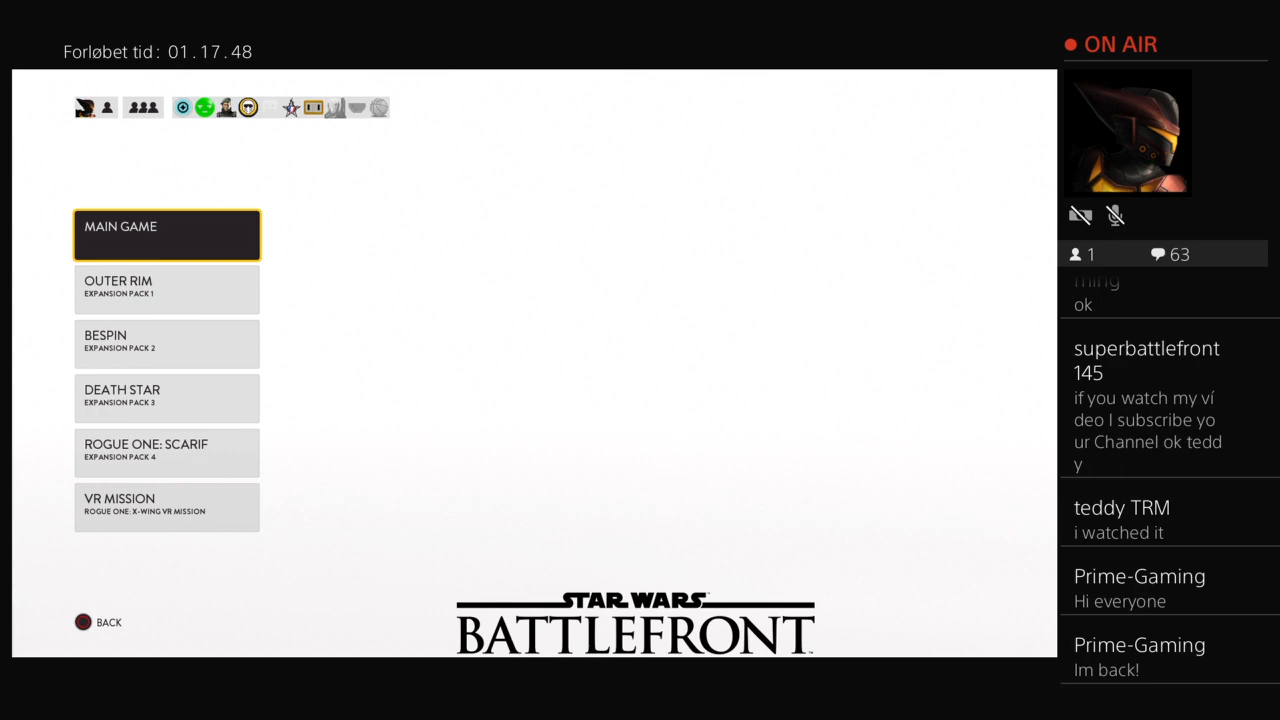 Forløbet tid: 01.17.48
ON AIR
MAIN GAME
OUTER RIM
EXPANSION PACK 1
BESPIN
EXPANSION PACK 2
DEATH STAR
EXPANSION PACK 3
ROGUE ONE: SCARIF
EXPANSION PACK 4
VR MISSION
ROGUE ONE: X-WING VR MISSION
BACK
STAR WARS
BATTLEFRONT
1
63
ming
ok
superbattlefront
145
if you watch my ví
deo I subscribe yo
ur Channel ok tedd
y
teddy TRM
i watched it
Prime-Gaming
Hi everyone
Prime-Gaming
Im back!